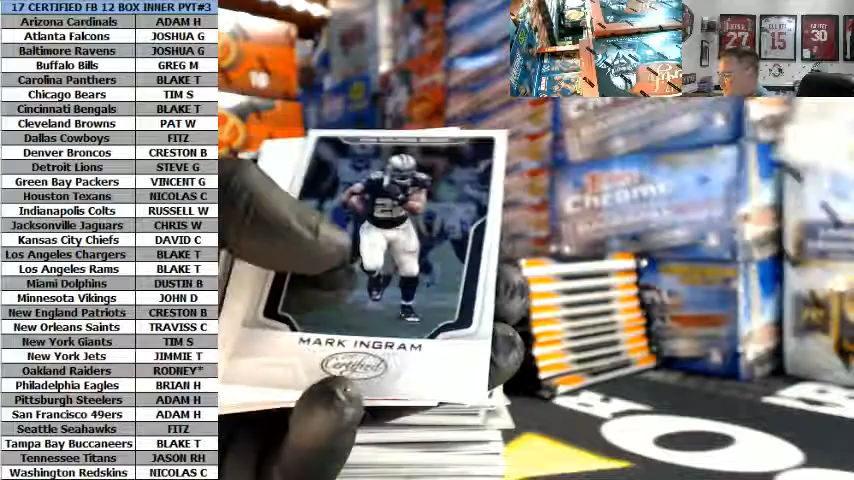 17 CERTIFIED FB 12 BOX INNER PYT#3
Arizona Cardinals ADAM H
Atlanta Falcons JOSHUA G
Baltimore Ravens JOSHUA G
Buffalo Bills GREG M
Carolina Panthers BLAKE T
Chicago Bears TIM S
Cincinnati Bengals BLAKE T
Cleveland Browns PAT W
Dallas Cowboys FITZ
Denver Broncos CRESTON B
Detroit Lions STEVE G
Green Bay Packers VINCENT G
Houston Texans NICOLAS C
Indianapolis Colts RUSSELL W
Jacksonville Jaguars CHRIS W
Kansas City Chiefs DAVID C
Los Angeles Chargers BLAKE T
Los Angeles Rams BLAKE T
Miami Dolphins DUSTIN B
Minnesota Vikings JOHN D
New England Patriots CRESTON B
New Orleans Saints TRAVISS C
New York Giants TIM S
New York Jets JIMMIE T
Oakland Raiders RODNEY*
Philadelphia Eagles BRIAN H
Pittsburgh Steelers ADAM H
San Francisco 49ers ADAM H
Seattle Seahawks FITZ
Tampa Bay Buccaneers BLAKE T
Tennessee Titans JASON RH
Washington Redskins NICOLAS C
MARK INGRAM
Certified
Chrome
27
15
30